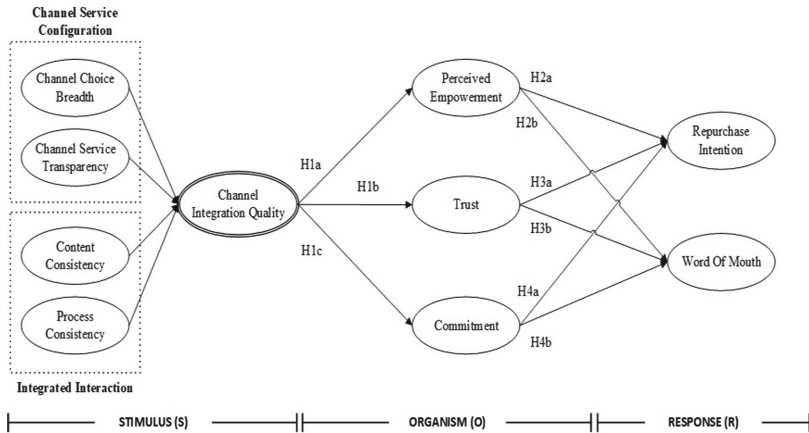 Channel Service
Configuration
Channel Choice
Breadth
Channel Service
Transparency
Content
Consistency
Process
Consistency
Integrated Interaction
Channel
Integration Quality
H1a
H1b
H1c
Perceived
Empowerment
Trust
Commitment
H2a
H2b
H3a
H3b
H4a
H4b
Repurchase
Intention
Word Of Mouth
STIMULUS (S)
ORGANISM (O)
RESPONSE (R)